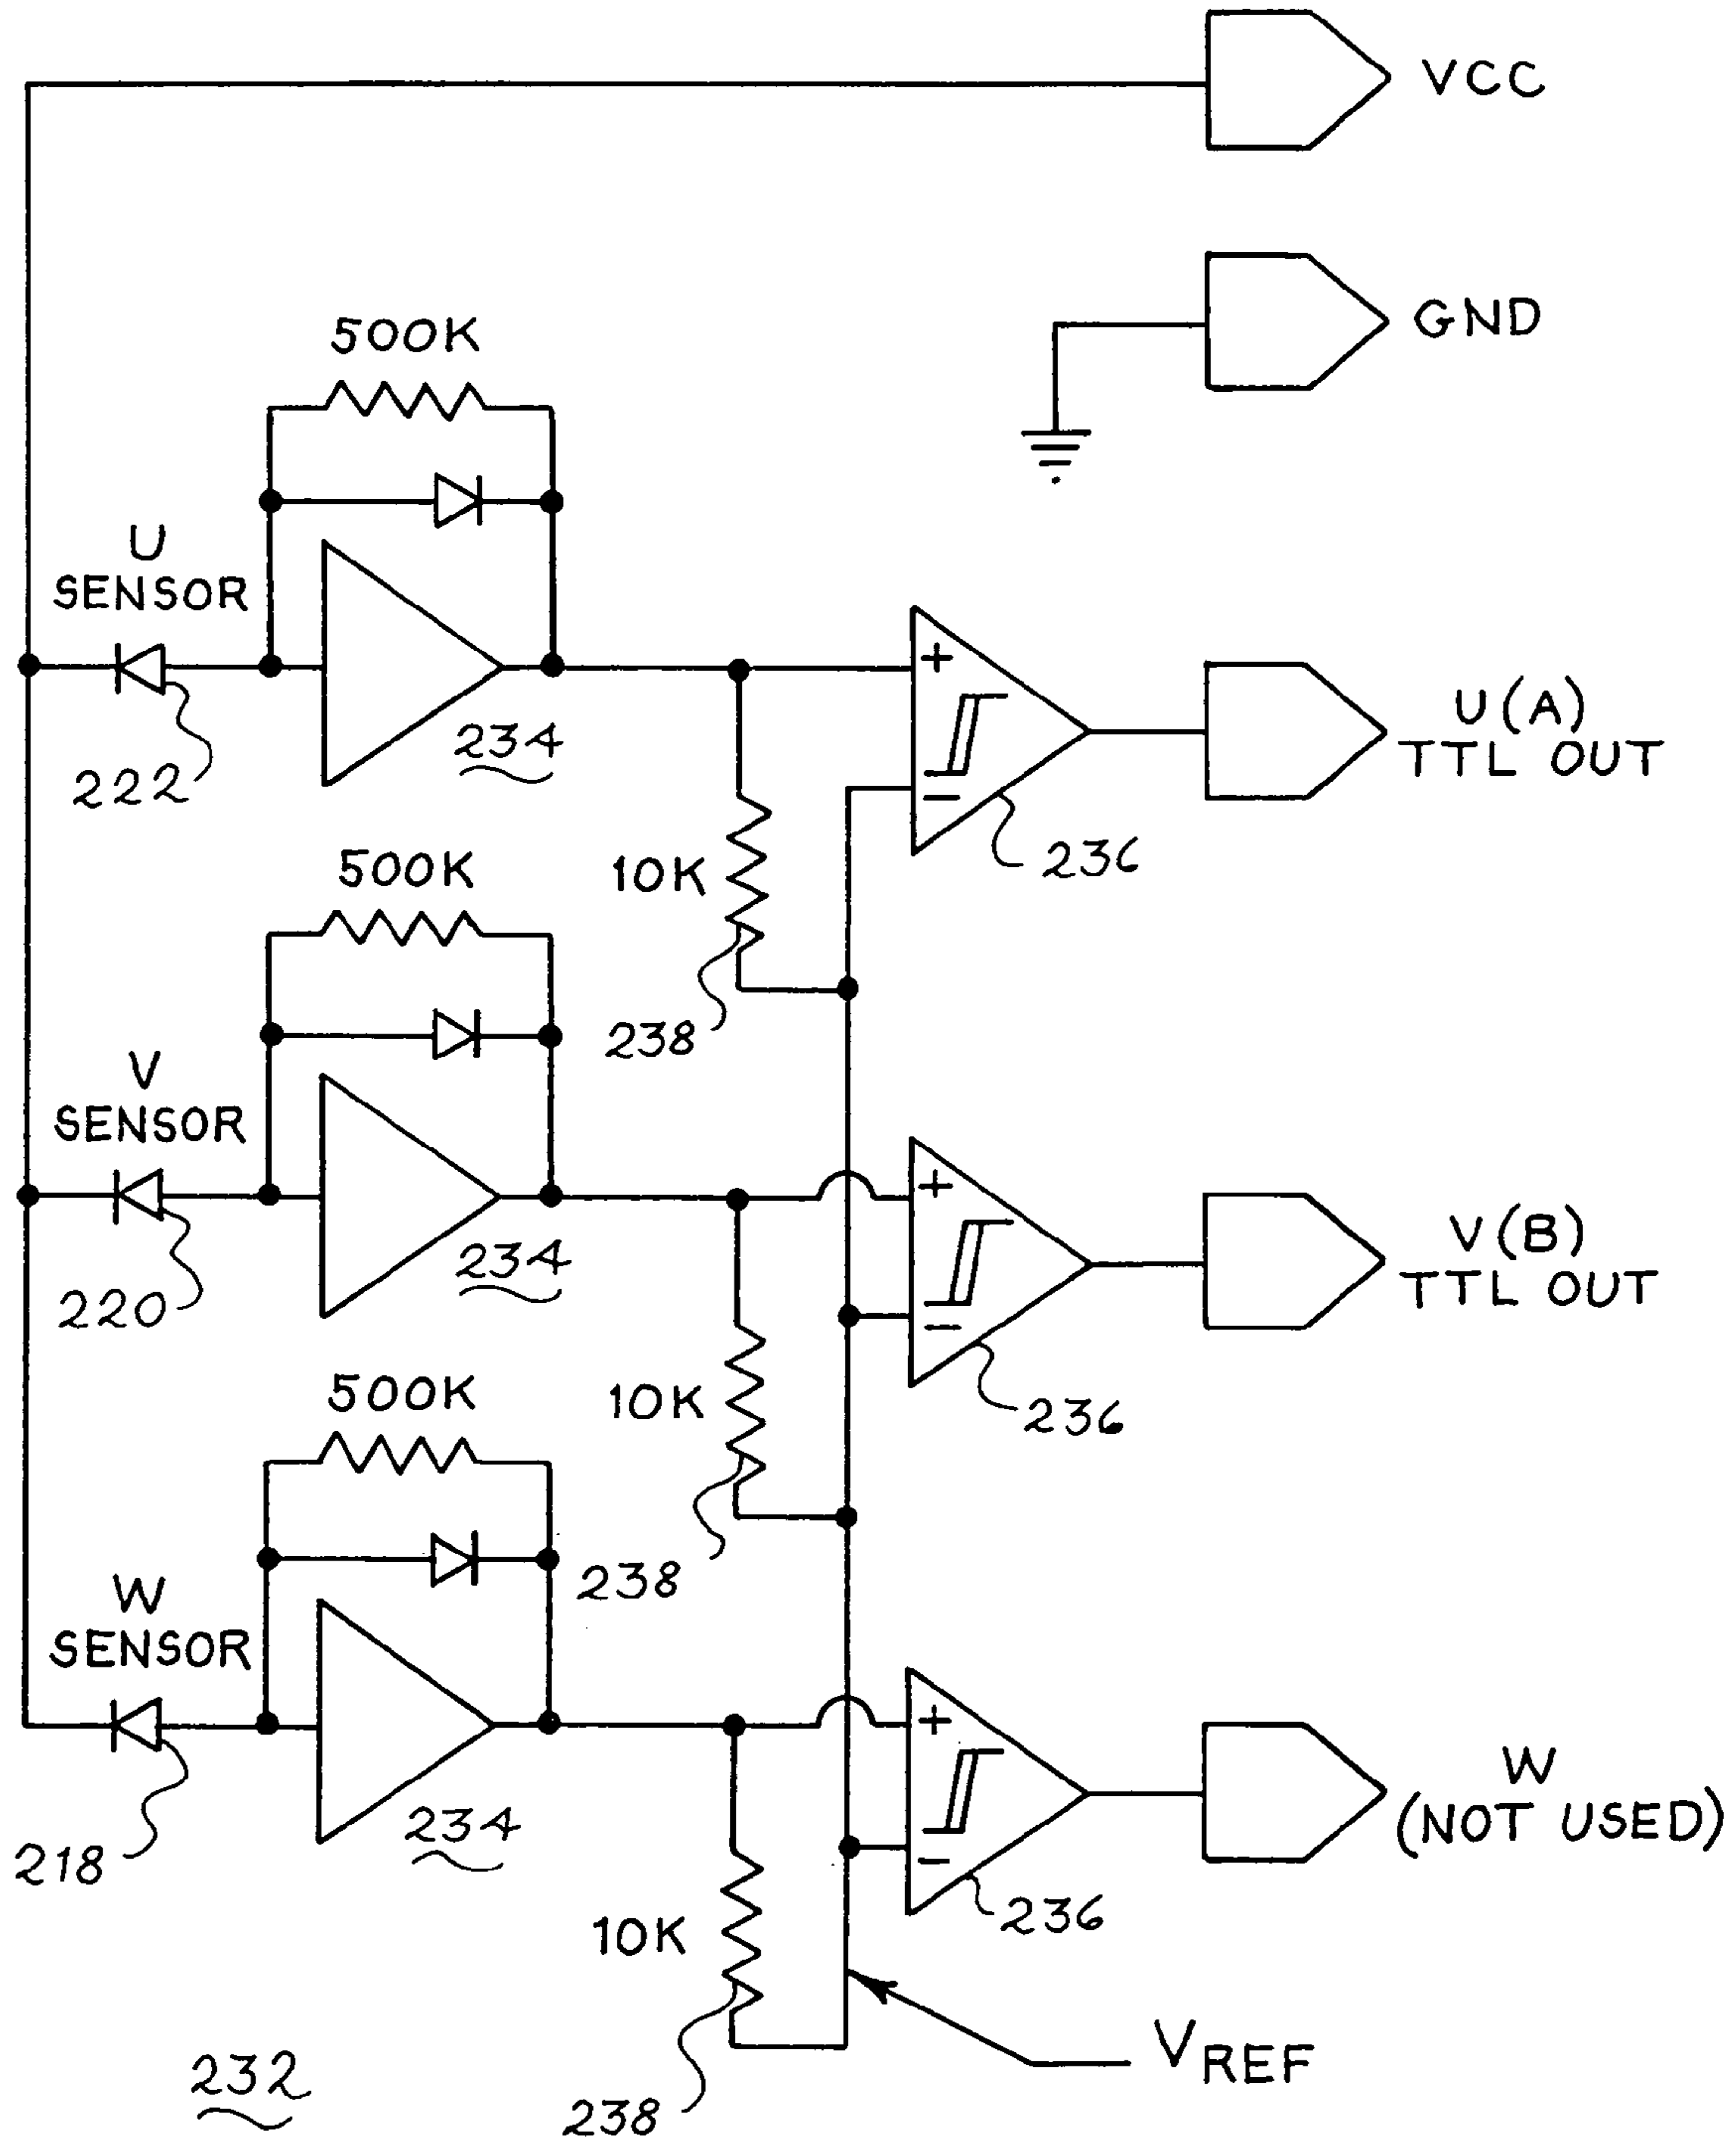 VCC
GND
500K
U
SENSOR
222
234
+
−
U (A)
TTL OUT
236
10K
238
500K
V
SENSOR
220
234
+
−
V (B)
TTL OUT
236
10K
238
500K
W
SENSOR
218
234
+
−
W
(NOT USED)
236
10K
238
VREF
232